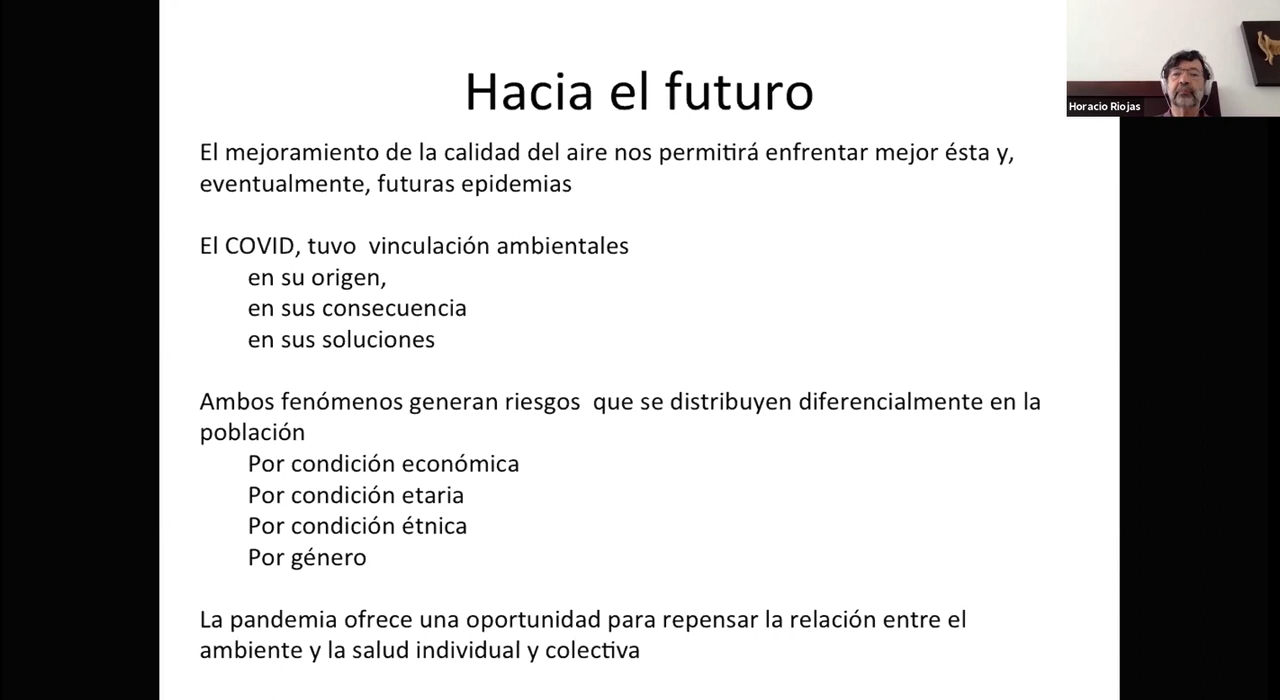 Hacia el futuro
Horacio Riojas
El mejoramiento de la calidad del aire nos permitirá enfrentar mejor ésta y,
eventualmente, futuras epidemias
El COVID, tuvo  vinculación ambientales
en su origen,
en sus consecuencia
en sus soluciones
Ambos fenómenos generan riesgos  que se distribuyen diferencialmente en la
población
Por condición económica
Por condición etaria
Por condición étnica
Por género
La pandemia ofrece una oportunidad para repensar la relación entre el
ambiente y la salud individual y colectiva